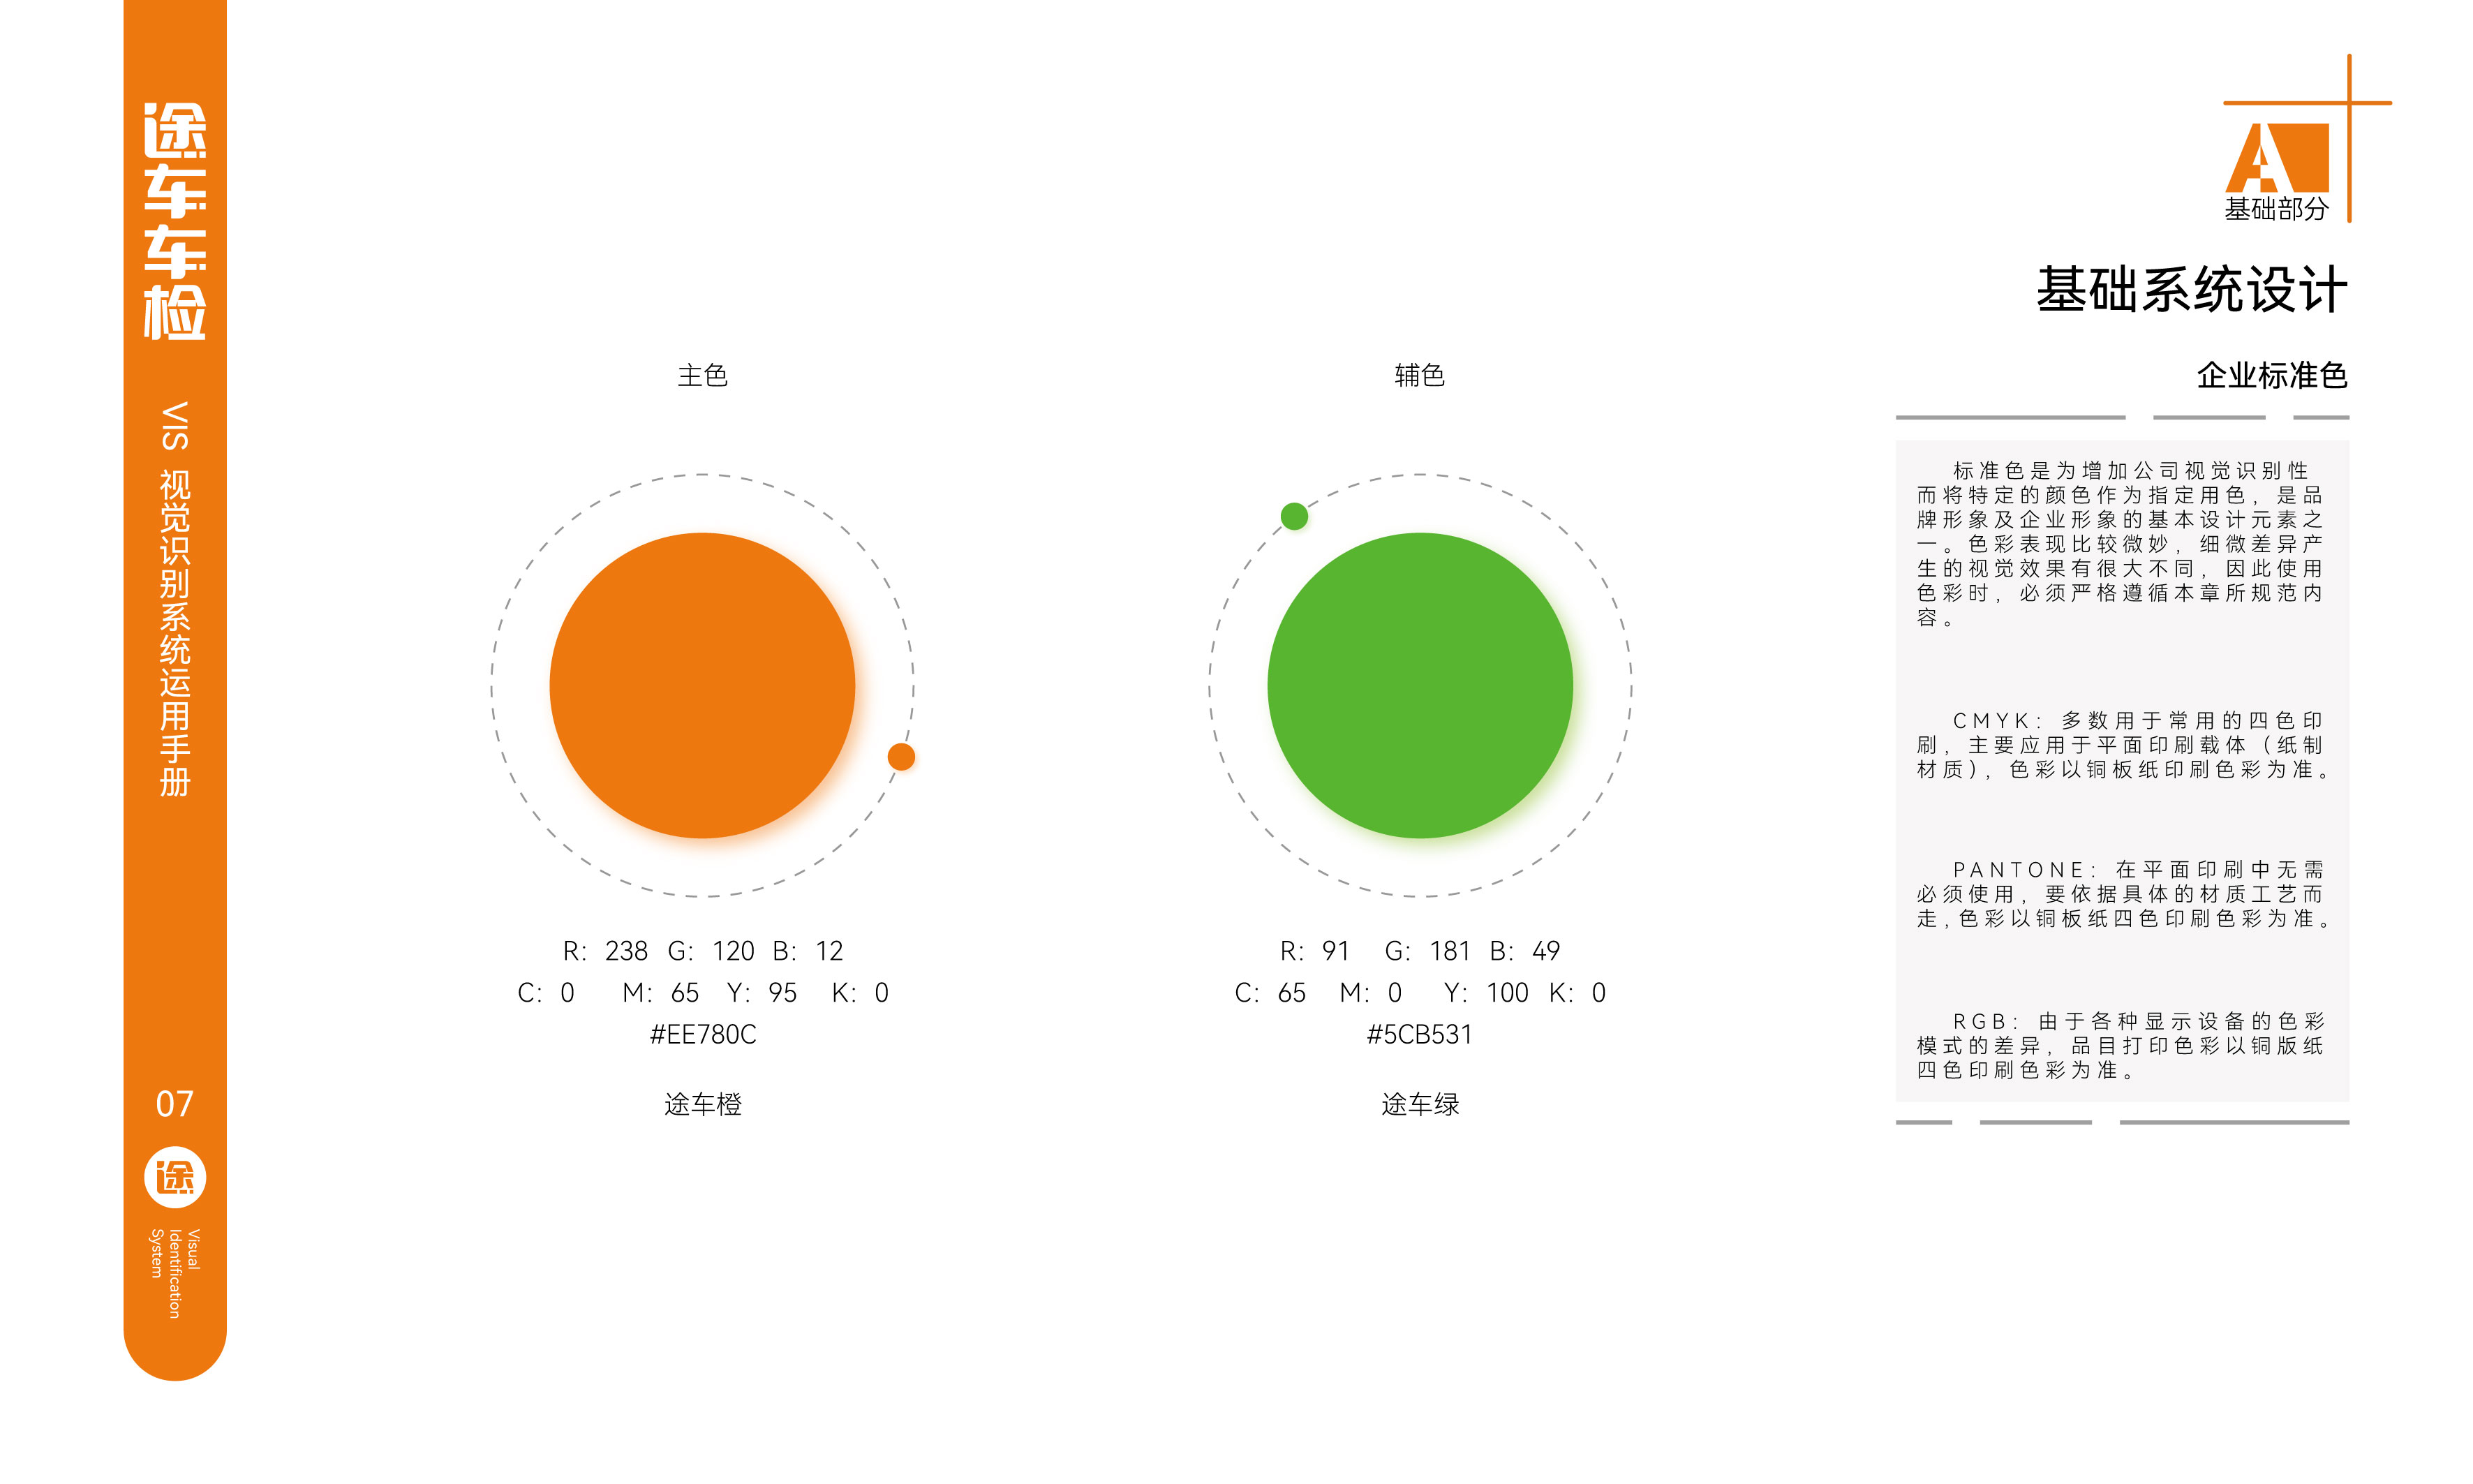 途车车检
VIS 视觉识别系统运用手册
07
途
Visual
Identification
System
主色
R: 238 G: 120 B: 12
C: 0 M: 65 Y: 95 K: 0
#EE780C
途车橙
辅色
R: 91 G: 181 B: 49
C: 65 M: 0 Y: 100 K: 0
#5CB531
途车绿
A
基础部分
基础系统设计
企业标准色
标准色是为增加公司视觉识别性
而将特定的颜色作为指定用色，是品
牌形象及企业形象的基本设计元素之
一。色彩表现比较微妙，细微差异产
生的视觉效果有很大不同，因此使用
色彩时，必须严格遵循本章所规范内
容。
CMYK：多数用于常用的四色印
刷，主要应用于平面印刷载体（纸制
材质），色彩以铜板纸印刷色彩为准。
PANTONE：在平面印刷中无需
必须使用，要依据具体的材质工艺而
走,色彩以铜板纸四色印刷色彩为准。
RGB：由于各种显示设备的色彩
模式的差异，品目打印色彩以铜版纸
四色印刷色彩为准。